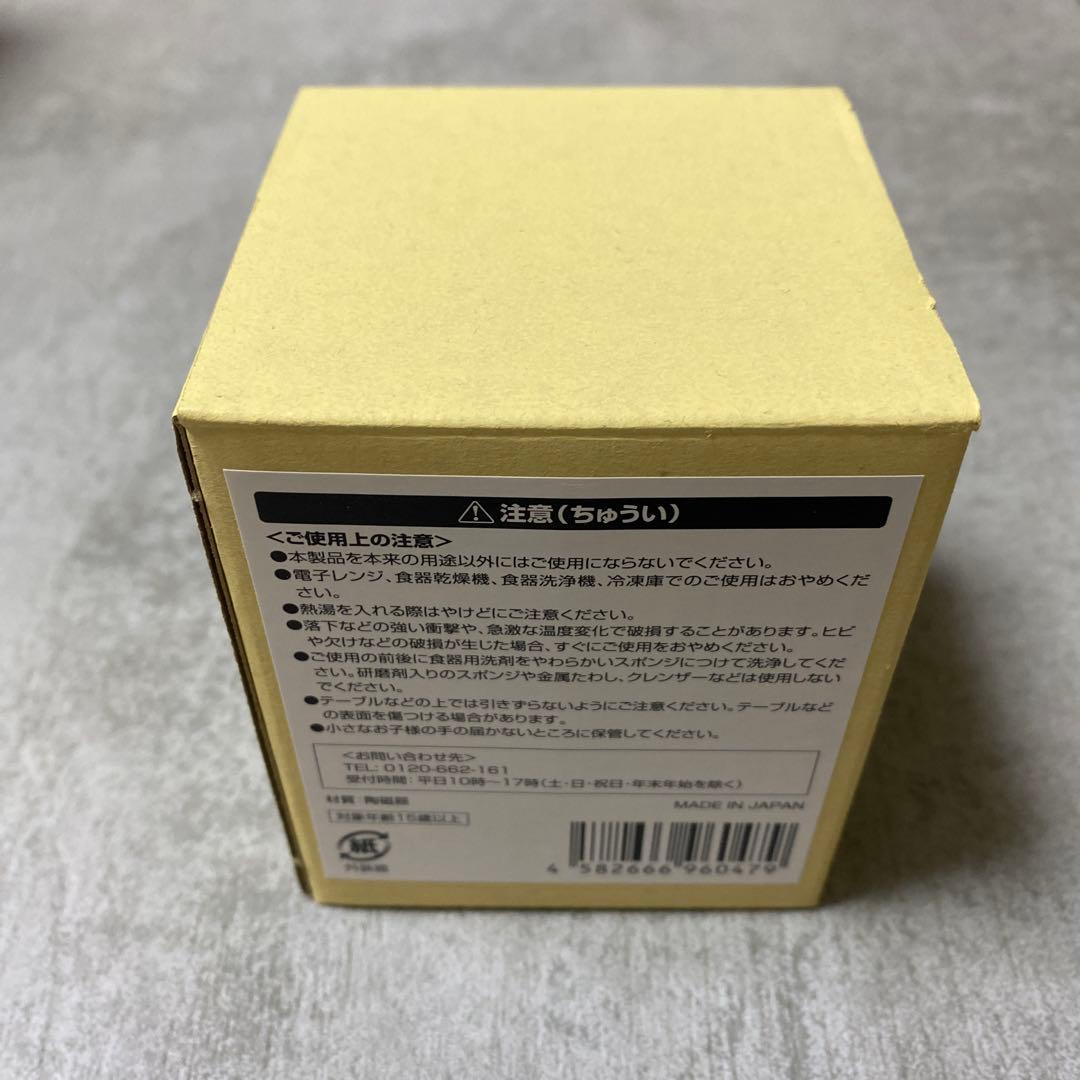 ⚠ 注意(ちゅうい)
<ご使用上の注意>
●本製品を本来の用途以外にはご使用にならないでください。
●電子レンジ、食器乾燥機、食器洗浄機、冷凍庫でのご使用はおやめくだ
さい。
●熱湯を入れる際はやけどにご注意ください。
●落下などの強い衝撃や、急激な温度変化で破損することがあります。ヒビ
や欠けなどの破損が生じた場合、すぐにご使用をおやめください。
●ご使用の前後に食器用洗剤をやわらかいスポンジにつけて洗浄してくだ
さい。研磨剤入りのスポンジや金属たわし、クレンザーなどは使用しない
でください。
●テーブルなどの上では引きずらないようにご注意ください。テーブルなど
の表面を傷つける場合があります。
●小さなお子様の手の届かないところに保管してください。
<お問い合わせ先>
TEL: 0120-662-161
受付時間:平日10時~17時(土・日・祝日・年末年始を除く)
材質:陶磁器
MADE IN JAPAN
対象年齢15歳以上
紙
外装箱
4 582666 960479